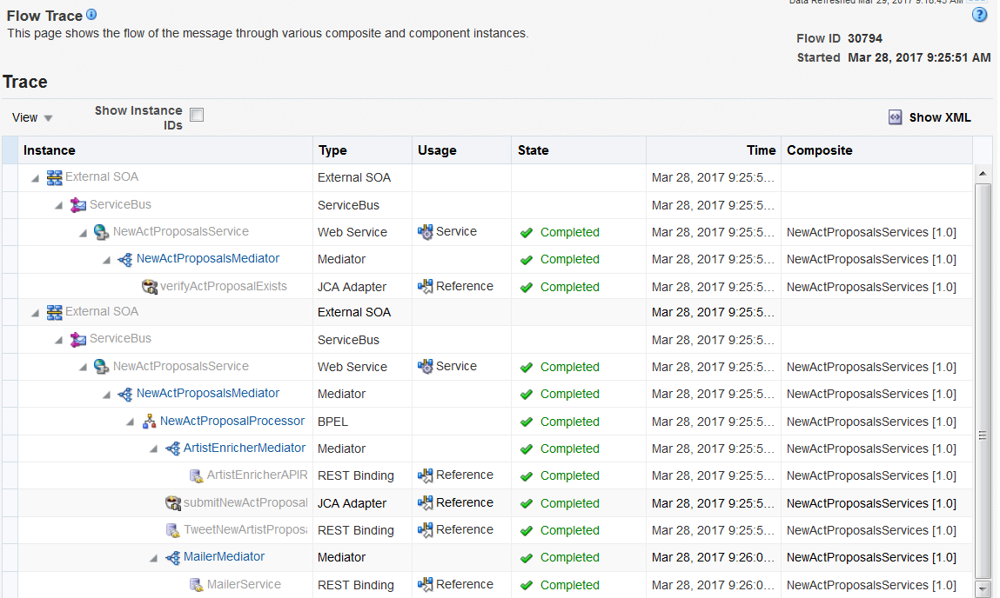 Data Refreshed Mar 29, 2017 9:18:45 AM
Flow Trace
This page shows the flow of the message through various composite and component instances.
Flow ID 30794
Started Mar 28, 2017 9:25:51 AM
Trace
View
Show Instance
IDs
Show XML
Instance Type Usage State Time Composite
External SOA External SOA Mar 28, 2017 9:25:5...
ServiceBus ServiceBus Mar 28, 2017 9:25:5...
NewActProposalsService Web Service Service Completed Mar 28, 2017 9:25:5... NewActProposalsServices [1.0]
NewActProposalsMediator Mediator Completed Mar 28, 2017 9:25:5... NewActProposalsServices [1.0]
verifyActProposalExists JCA Adapter Reference Completed Mar 28, 2017 9:25:5... NewActProposalsServices [1.0]
External SOA External SOA Mar 28, 2017 9:25:5...
ServiceBus ServiceBus Mar 28, 2017 9:25:5...
NewActProposalsService Web Service Service Completed Mar 28, 2017 9:25:5... NewActProposalsServices [1.0]
NewActProposalsMediator Mediator Completed Mar 28, 2017 9:25:5... NewActProposalsServices [1.0]
NewActProposalProcessor BPEL Completed Mar 28, 2017 9:25:5... NewActProposalsServices [1.0]
ArtistEnricherMediator Mediator Completed Mar 28, 2017 9:25:5... NewActProposalsServices [1.0]
ArtistEnricherAPIR REST Binding Reference Completed Mar 28, 2017 9:25:5... NewActProposalsServices [1.0]
submitNewActProposal JCA Adapter Reference Completed Mar 28, 2017 9:25:5... NewActProposalsServices [1.0]
TweetNewArtistProposa REST Binding Reference Completed Mar 28, 2017 9:25:5... NewActProposalsServices [1.0]
MailerMediator Mediator Completed Mar 28, 2017 9:26:0... NewActProposalsServices [1.0]
MailerService REST Binding Reference Completed Mar 28, 2017 9:26:0... NewActProposalsServices [1.0]